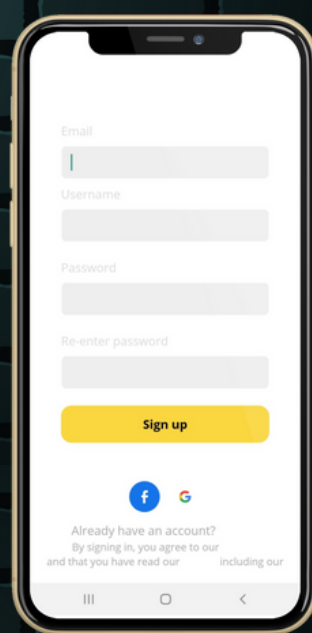 Email
Username
Password
Re-enter password
Sign up
f G
Already have an account?
By signing in, you agree to our
and that you have read our including our